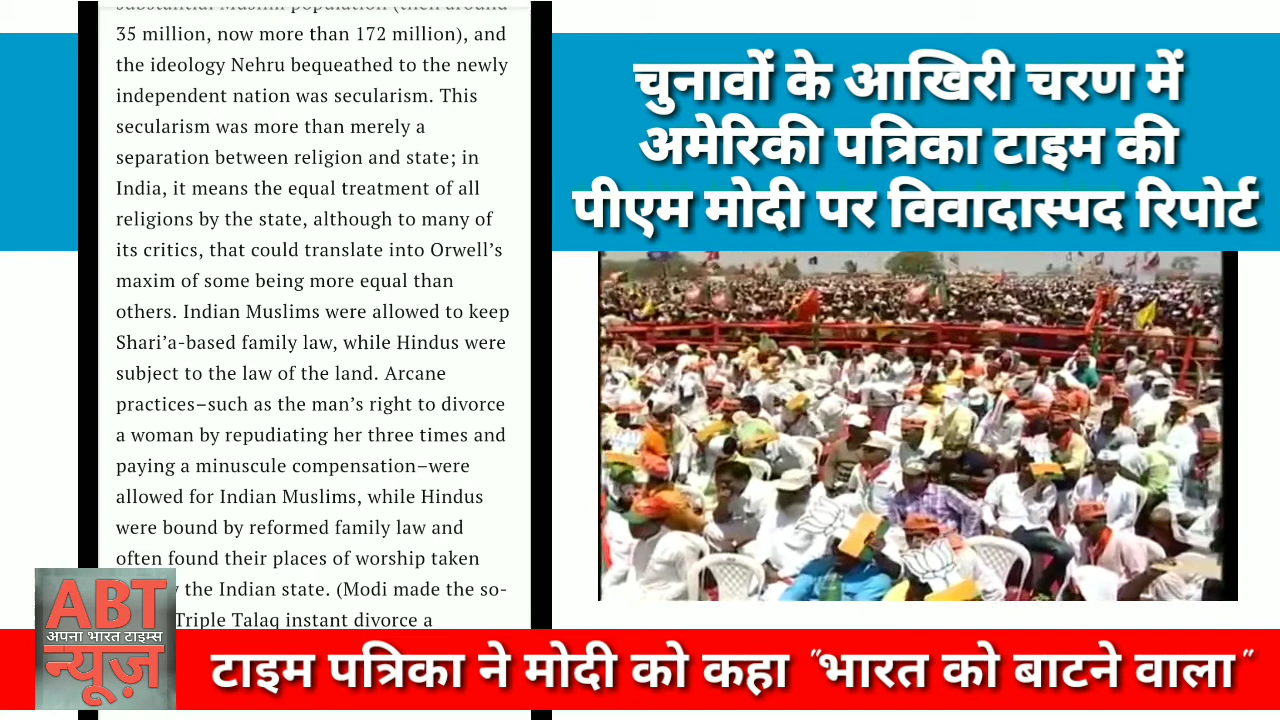 substantial Muslim population (then around
35 million, now more than 172 million), and
the ideology Nehru bequeathed to the newly
independent nation was secularism. This
secularism was more than merely a
separation between religion and state; in
India, it means the equal treatment of all
religions by the state, although to many of
its critics, that could translate into Orwell’s
maxim of some being more equal than
others. Indian Muslims were allowed to keep
Shari’a-based family law, while Hindus were
subject to the law of the land. Arcane
practices–such as the man’s right to divorce
a woman by repudiating her three times and
paying a minuscule compensation–were
allowed for Indian Muslims, while Hindus
were bound by reformed family law and
often found their places of worship taken
the Indian state. (Modi made the so-
Triple Talaq instant divorce a
चुनावों के आखिरी चरण में
अमेरिकी पत्रिका टाइम की
पीएम मोदी पर विवादास्पद रिपोर्ट
ABT
अपना भारत टाइम्स
न्यूज़
टाइम पत्रिका ने मोदी को कहा "भारत को बाटने वाला"